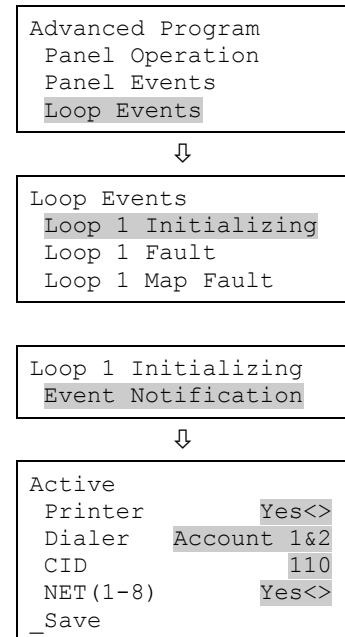 Advanced Program
Panel Operation
Panel Events
Loop Events
⇩
Loop Events
Loop 1 Initializing
Loop 1 Fault
Loop 1 Map Fault
Loop 1 Initializing
Event Notification
⇩
Active
Printer Yes<>
Dialer Account 1&2
CID 110
NET(1-8) Yes<>
_Save